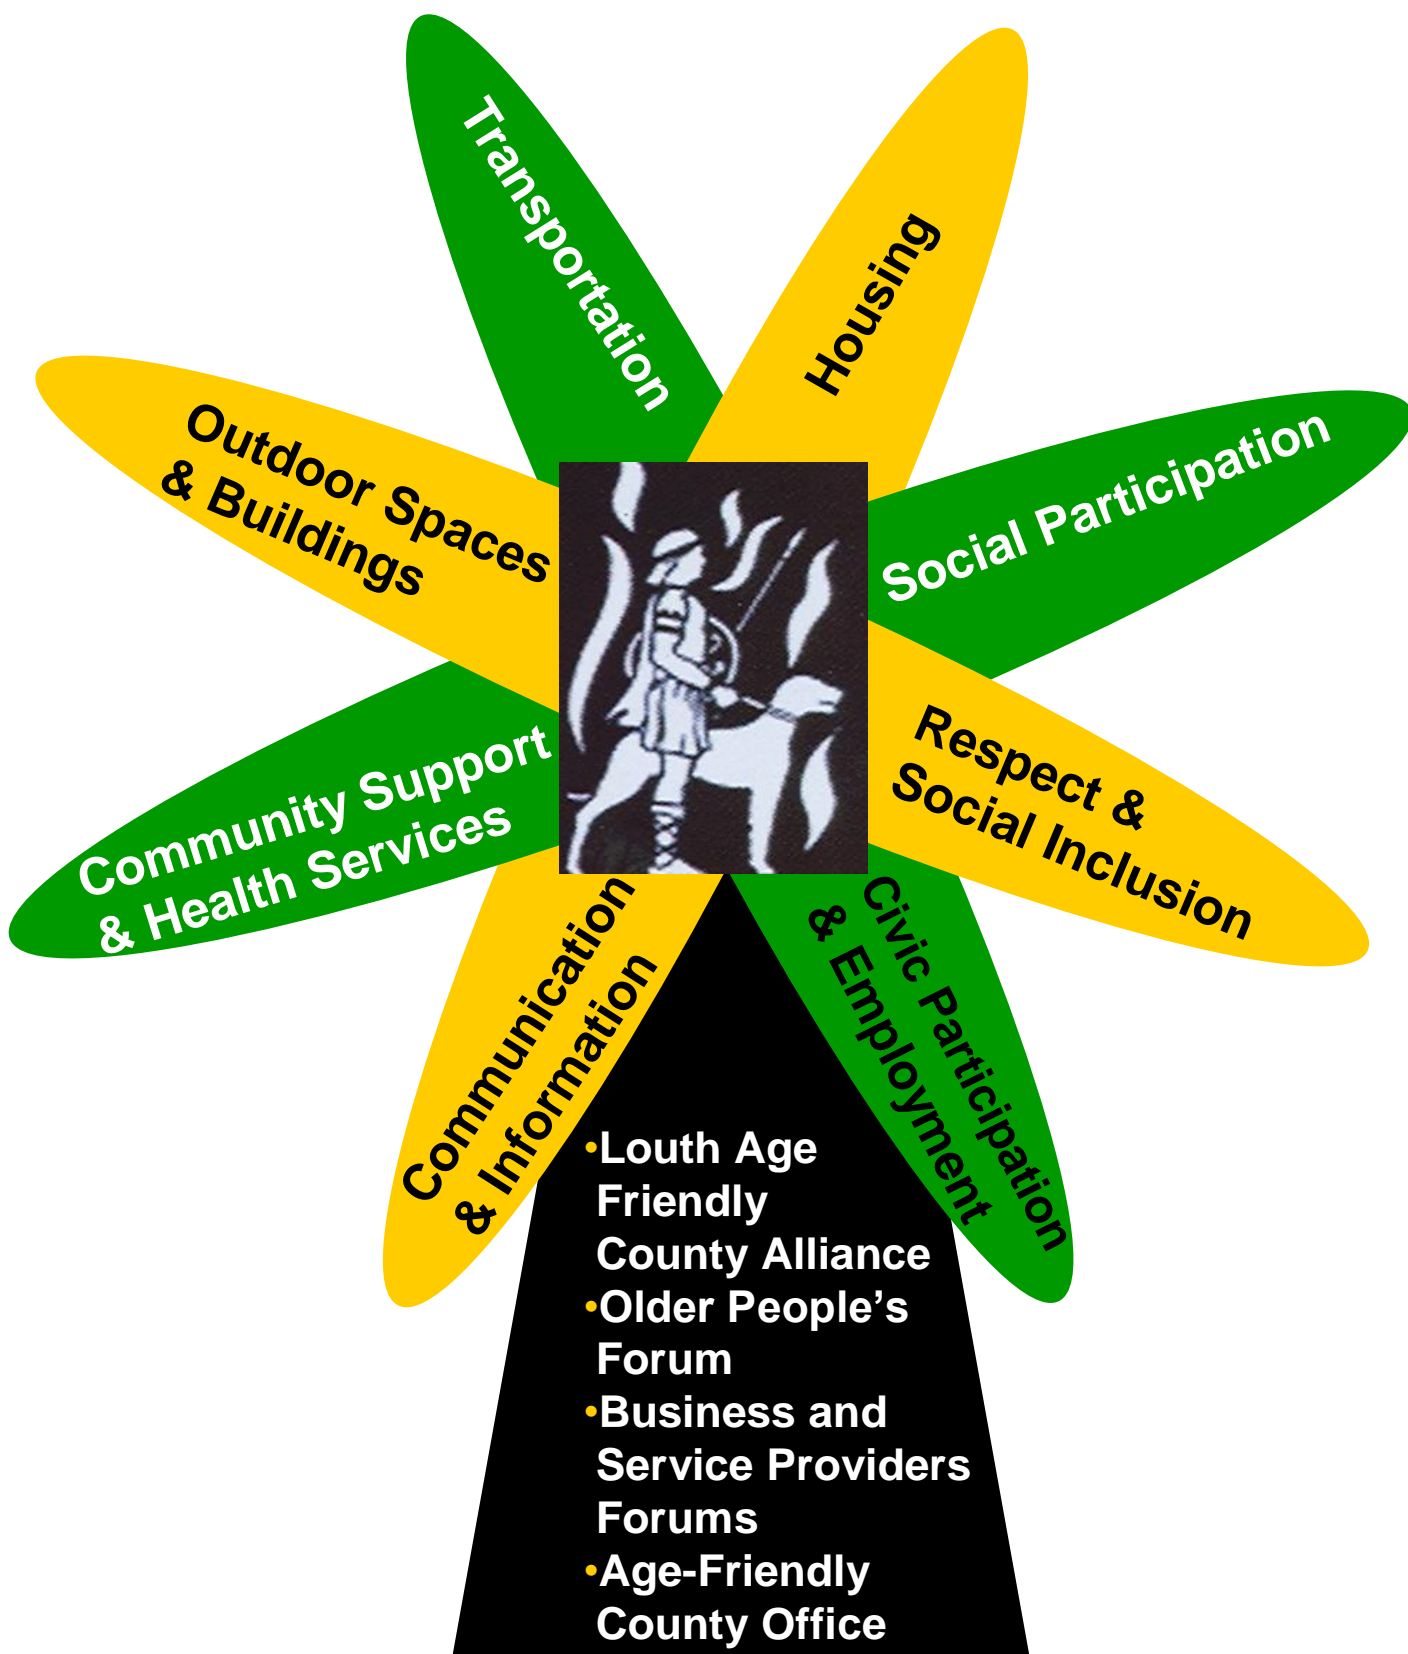 Transportation
Housing
Outdoor Spaces
& Buildings
Social Participation
Community Support
& Health Services
Respect &
Social Inclusion
Communication
& Information
Civic Participation
& Employment
•Louth Age
Friendly
County Alliance
•Older People’s
Forum
•Business and
Service Providers
Forums
•Age-Friendly
County Office